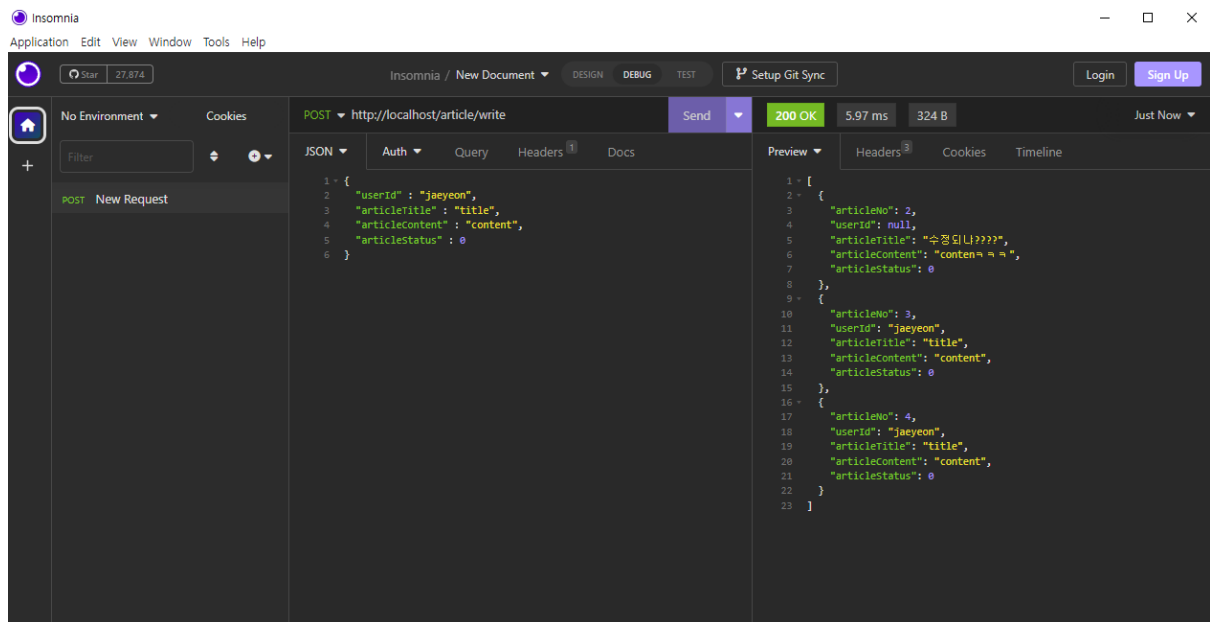 Insomnia
Application Edit View Window Tools Help
Star 27,874
Insomnia / New Document
DESIGN DEBUG TEST
Setup Git Sync
Login
Sign Up
No Environment
Cookies
Filter
POST New Request
POST http://localhost/article/write
Send
JSON Auth Query Headers 1 Docs
1 {
2 "userId" : "jaeyeon",
3 "articleTitle" : "title",
4 "articleContent" : "content",
5 "articleStatus" : 0
6 }
200 OK 5.97 ms 324 B Just Now
Preview Headers 3 Cookies Timeline
1 [
2 {
3 "articleNo": 2,
4 "userId": null,
5 "articleTitle": "수정되나????",
6 "articleContent": "contenㅋㅋㅋ",
7 "articleStatus": 0
8 },
9 {
10 "articleNo": 3,
11 "userId": "jaeyeon",
12 "articleTitle": "title",
13 "articleContent": "content",
14 "articleStatus": 0
15 },
16 {
17 "articleNo": 4,
18 "userId": "jaeyeon",
19 "articleTitle": "title",
20 "articleContent": "content",
21 "articleStatus": 0
22 }
23 ]